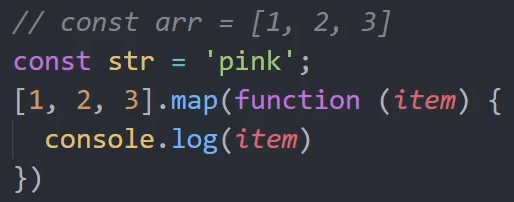 // const arr = [1, 2, 3]
const str = 'pink';
[1, 2, 3].map(function (item) {
  console.log(item)
})